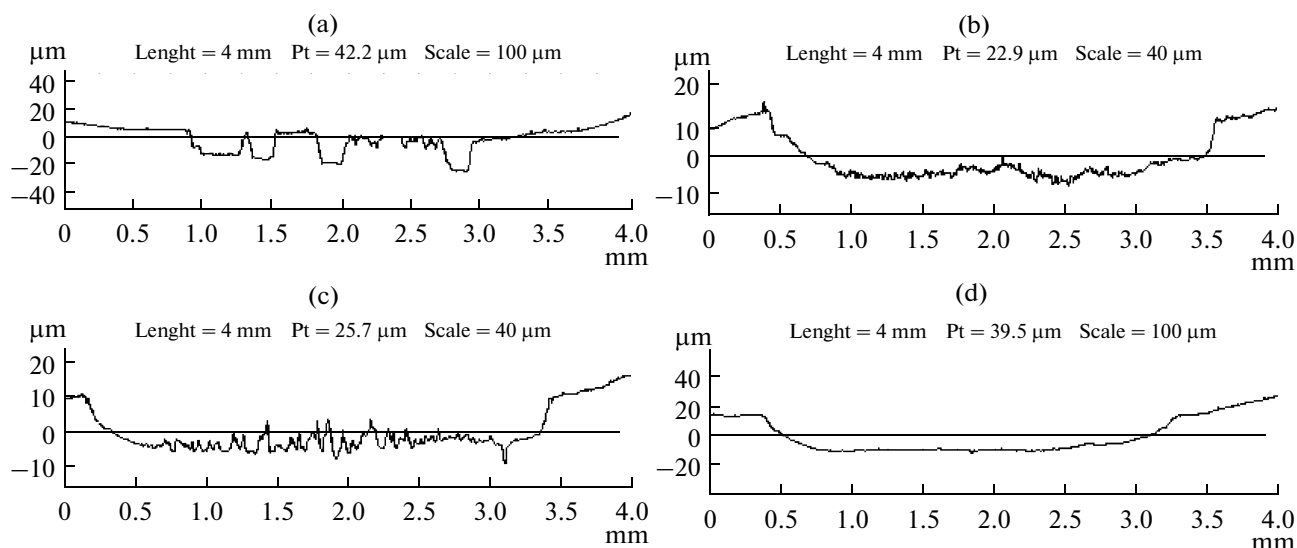 (a)
Lenght = 4 mm Pt = 42.2 µm Scale = 100 µm
µm
40
20
0
−20
−40
0 0.5 1.0 1.5 2.0 2.5 3.0 3.5 4.0
mm
(b)
Lenght = 4 mm Pt = 22.9 µm Scale = 40 µm
µm
20
10
0
−10
0 0.5 1.0 1.5 2.0 2.5 3.0 3.5 4.0
mm
(c)
Lenght = 4 mm Pt = 25.7 µm Scale = 40 µm
µm
20
10
0
−10
0 0.5 1.0 1.5 2.0 2.5 3.0 3.5 4.0
mm
(d)
Lenght = 4 mm Pt = 39.5 µm Scale = 100 µm
µm
40
20
0
−20
0 0.5 1.0 1.5 2.0 2.5 3.0 3.5 4.0
mm